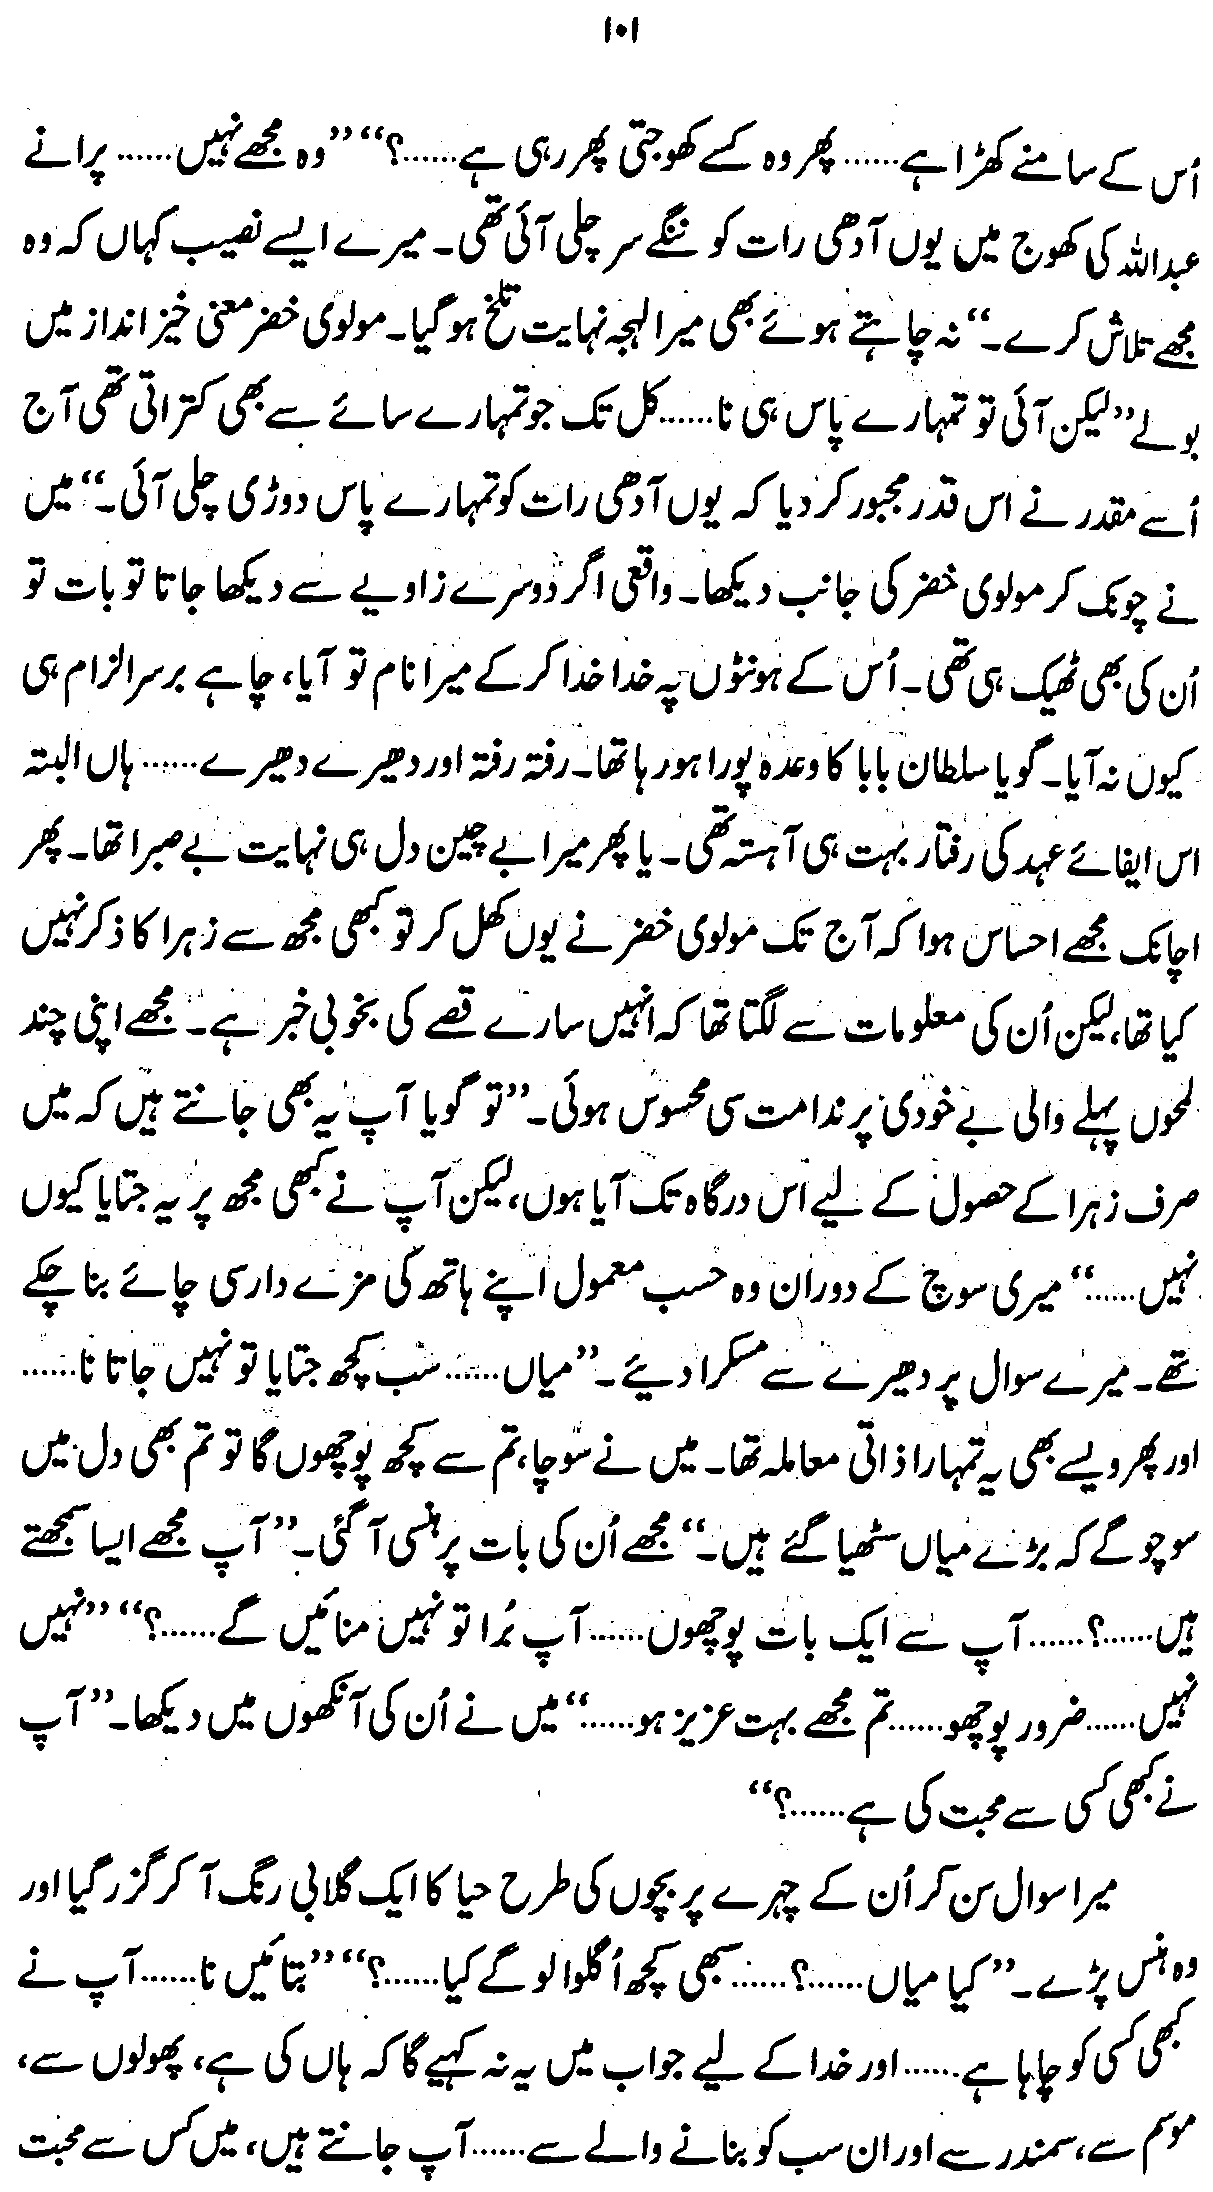 ۱۰۱
اُس کے سامنے کھڑا ہے...... پھر وہ کسے کھوجتی پھر رہی ہے......؟“ ”وہ مجھے نہیں...... پرانے
عبداللہ کی کھوج میں یوں آدھی رات کو ننگے سر چلی آئی تھی۔ میرے ایسے نصیب کہاں کہ وہ
مجھے تلاش کرے۔“ نہ چاہتے ہوئے بھی میرا لہجہ نہایت تلخ ہو گیا۔ مولوی خضر معنی خیز انداز میں
بولے ”لیکن آئی تو تمہارے پاس ہی نا......کل تک جو تمہارے سائے سے بھی کتراتی تھی آج
اُسے مقدر نے اس قدر مجبور کر دیا کہ یوں آدھی رات کو تمہارے پاس دوڑی چلی آئی۔“ میں
نے چونک کر مولوی خضر کی جانب دیکھا۔ واقعی اگر دوسرے زاویے سے دیکھا جاتا تو بات تو
اُن کی بھی ٹھیک ہی تھی۔ اُس کے ہونٹوں پہ خدا خدا کر کے میرا نام تو آیا، چاہے برسر الزام ہی
کیوں نہ آیا۔ گویا سلطان بابا کا وعدہ پورا ہو رہا تھا۔ رفتہ رفتہ اور دھیرے دھیرے...... ہاں البتہ
اس ایفائے عہد کی رفتار بہت ہی آہستہ تھی۔ یا پھر میرا بے چین دل ہی نہایت بے صبرا تھا۔ پھر
اچانک مجھے احساس ہوا کہ آج تک مولوی خضر نے یوں کھل کر تو کبھی مجھ سے زہرا کا ذکر نہیں
کیا تھا، لیکن اُن کی معلومات سے لگتا تھا کہ انہیں سارے قصے کی بخوبی خبر ہے۔ مجھے اپنی چند
لمحوں پہلے والی بے خودی پر ندامت سی محسوس ہوئی۔ ”تو گویا آپ یہ بھی جانتے ہیں کہ میں
صرف زہرا کے حصول کے لیے اس درگاہ تک آیا ہوں، لیکن آپ نے کبھی مجھ پر یہ جتایا کیوں
نہیں......“ میری سوچ کے دوران وہ حسب معمول اپنے ہاتھ کی مزے دار سی چائے بنا چکے
تھے۔ میرے سوال پر دھیرے سے مسکرا دیئے۔ ”میاں...... سب کچھ جتایا تو نہیں جاتا نا......
اور پھر ویسے بھی یہ تمہارا ذاتی معاملہ تھا۔ میں نے سوچا، تم سے کچھ پوچھوں گا تو تم بھی دل میں
سوچو گے کہ بڑے میاں سٹھیا گئے ہیں۔“ مجھے اُن کی بات پر ہنسی آ گئی۔ ”آپ مجھے ایسا سمجھتے
ہیں......؟...... آپ سے ایک بات پوچھوں...... آپ بُرا تو نہیں منائیں گے......؟“ ”نہیں
نہیں...... ضرور پوچھو...... تم مجھے بہت عزیز ہو......“ میں نے اُن کی آنکھوں میں دیکھا۔ ”آپ
نے کبھی کسی سے محبت کی ہے......؟“
میرا سوال سن کر اُن کے چہرے پر بچوں کی طرح حیا کا ایک گلابی رنگ آ کر گزر گیا اور
وہ ہنس پڑے۔ ”کیا میاں......؟...... سبھی کچھ اُگلوا لو گے کیا......؟“ ”بتائیں نا...... آپ نے
کبھی کسی کو چاہا ہے...... اور خدا کے لیے جواب میں یہ نہ کہیے گا کہ ہاں کی ہے، پھولوں سے،
موسم سے، سمندر سے اور ان سب کو بنانے والے سے...... آپ جانتے ہیں، میں کس سے محبت